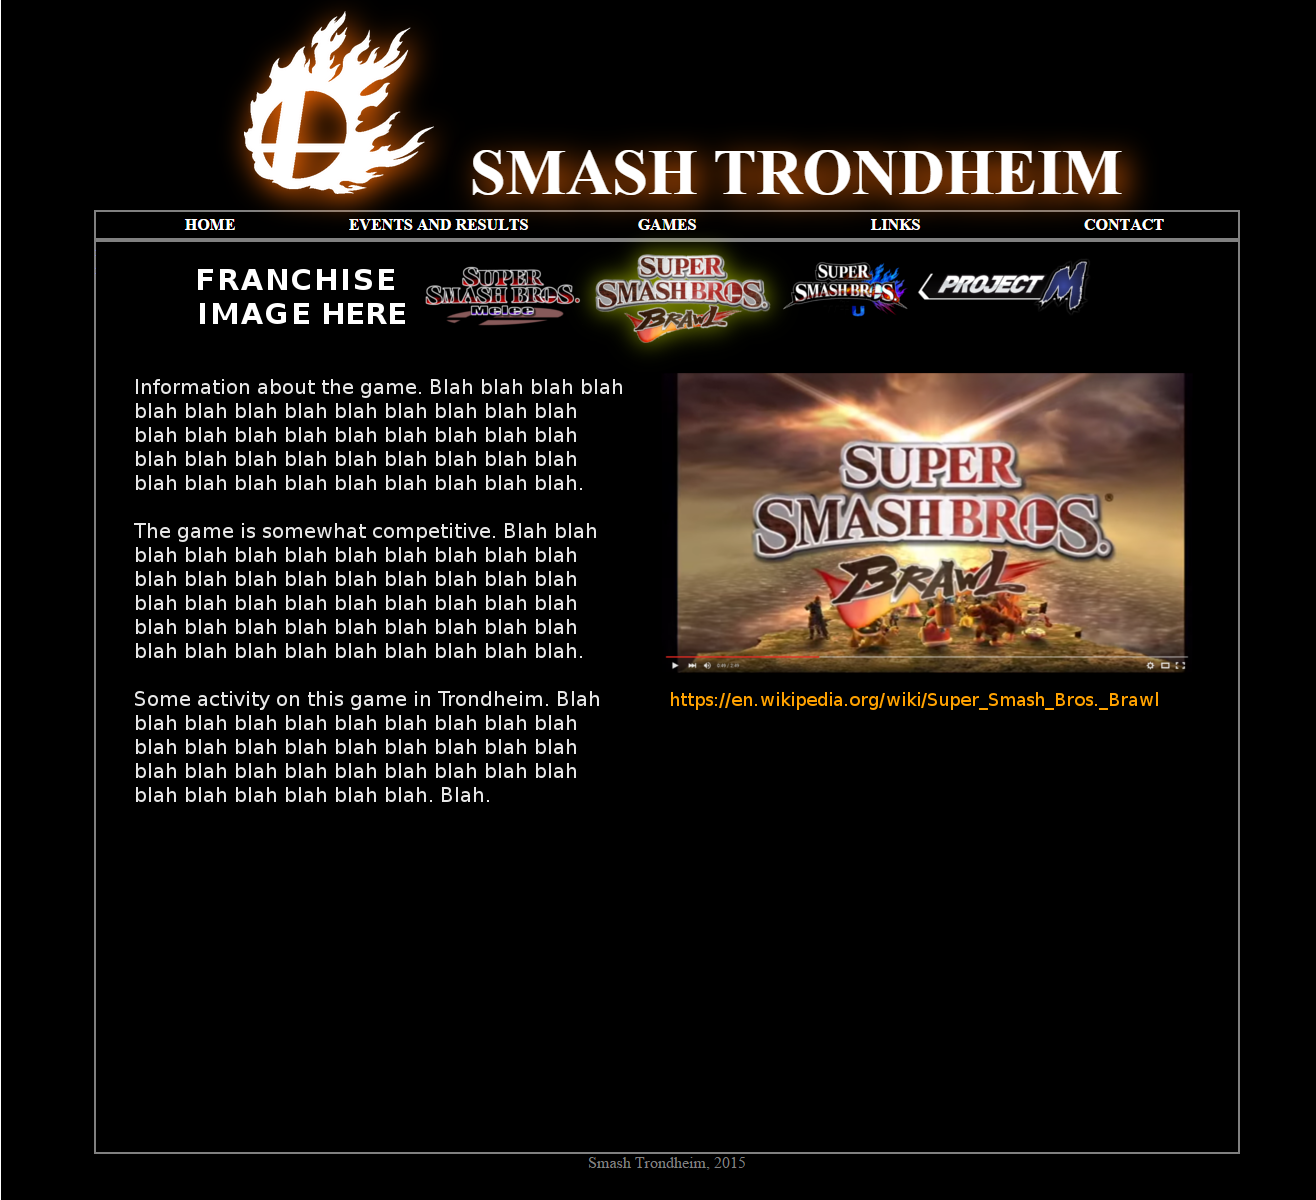 SMASH TRONDHEIM
HOME EVENTS AND RESULTS GAMES LINKS CONTACT
FRANCHISE
IMAGE HERE
SUPER
SMASH BROS.
Melee
SUPER
SMASH BROS.
BRAWL
SUPER
SMASH BROS.
U
PROJECT M
Information about the game. Blah blah blah blah
blah blah blah blah blah blah blah blah blah
blah blah blah blah blah blah blah blah blah
blah blah blah blah blah blah blah blah blah
blah blah blah blah blah blah blah blah blah.
The game is somewhat competitive. Blah blah
blah blah blah blah blah blah blah blah blah
blah blah blah blah blah blah blah blah blah
blah blah blah blah blah blah blah blah blah
blah blah blah blah blah blah blah blah blah
blah blah blah blah blah blah blah blah blah.
Some activity on this game in Trondheim. Blah
blah blah blah blah blah blah blah blah blah
blah blah blah blah blah blah blah blah blah
blah blah blah blah blah blah blah blah blah
blah blah blah blah blah blah. Blah.
SUPER
SMASH BROS.
BRAWL
https://en.wikipedia.org/wiki/Super_Smash_Bros._Brawl
Smash Trondheim, 2015